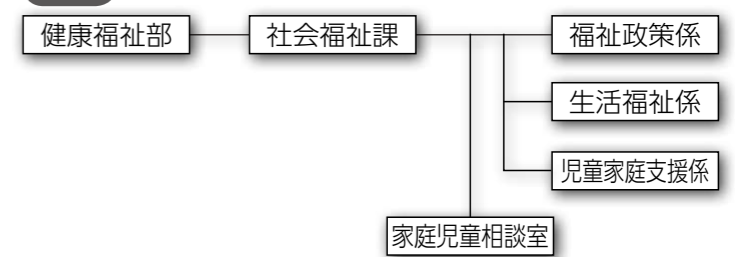 健康福祉部
社会福祉課
福祉政策係
生活福祉係
児童家庭支援係
家庭児童相談室